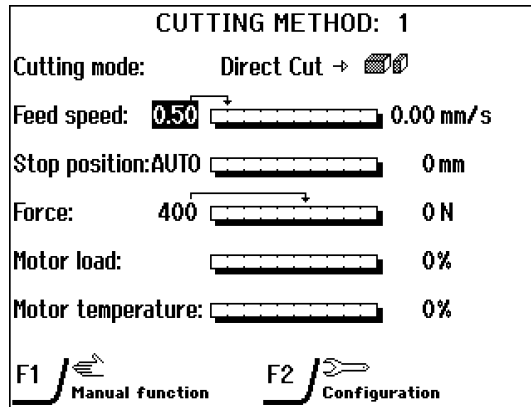 CUTTING METHOD: 1
Cutting mode: Direct Cut
Feed speed: 0.50 0.00 mm/s
Stop position: AUTO 0 mm
Force: 400 0 N
Motor load: 0%
Motor temperature: 0%
F1 Manual function F2 Configuration